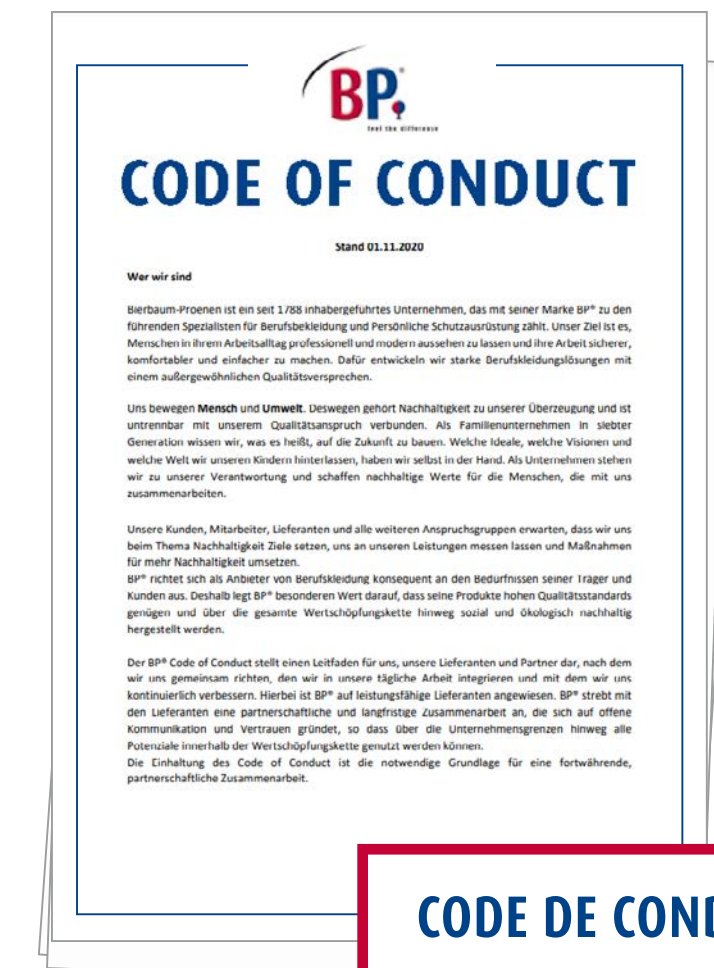 BP®
feel the difference
CODE OF CONDUCT
Stand 01.11.2020
Wer wir sind
Bierbaum-Proenen ist ein seit 1788 inhabergeführtes Unternehmen, das mit seiner Marke BP® zu den
führenden Spezialisten für Berufsbekleidung und Persönliche Schutzausrüstung zählt. Unser Ziel ist es,
Menschen in ihrem Arbeitsalltag professionell und modern aussehen zu lassen und ihre Arbeit sicherer,
komfortabler und einfacher zu machen. Dafür entwickeln wir starke Berufskleidungslösungen mit
einem außergewöhnlichen Qualitätsversprechen.
Uns bewegen Mensch und Umwelt. Deswegen gehört Nachhaltigkeit zu unserer Überzeugung und ist
untrennbar mit unserem Qualitätsanspruch verbunden. Als Familienunternehmen in siebter
Generation wissen wir, was es heißt, auf die Zukunft zu bauen. Welche Ideale, welche Visionen und
welche Welt wir unseren Kindern hinterlassen, haben wir selbst in der Hand. Als Unternehmen stehen
wir zu unserer Verantwortung und schaffen nachhaltige Werte für die Menschen, die mit uns
zusammenarbeiten.
Unsere Kunden, Mitarbeiter, Lieferanten und alle weiteren Anspruchsgruppen erwarten, dass wir uns
beim Thema Nachhaltigkeit Ziele setzen, uns an unseren Leistungen messen lassen und Maßnahmen
für mehr Nachhaltigkeit umsetzen.
BP® richtet sich als Anbieter von Berufskleidung konsequent an den Bedürfnissen seiner Träger und
Kunden aus. Deshalb legt BP® besonderen Wert darauf, dass seine Produkte hohen Qualitätsstandards
genügen und über die gesamte Wertschöpfungskette hinweg sozial und ökologisch nachhaltig
hergestellt werden.
Der BP® Code of Conduct stellt einen Leitfaden für uns, unsere Lieferanten und Partner dar, nach dem
wir uns gemeinsam richten, den wir in unsere tägliche Arbeit integrieren und mit dem wir uns
kontinuierlich verbessern. Hierbei ist BP® auf leistungsfähige Lieferanten angewiesen. BP® strebt mit
den Lieferanten eine partnerschaftliche und langfristige Zusammenarbeit an, die sich auf offene
Kommunikation und Vertrauen gründet, so dass über die Unternehmensgrenzen hinweg alle
Potenziale innerhalb der Wertschöpfungskette genutzt werden können.
Die Einhaltung des Code of Conduct ist die notwendige Grundlage für eine fortwährende,
partnerschaftliche Zusammenarbeit.
CODE DE COND